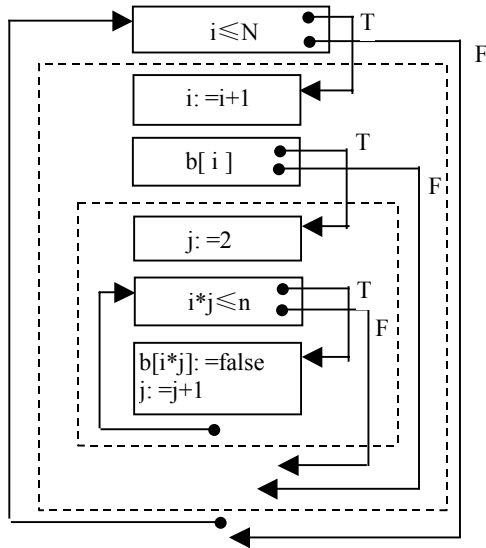 i≤N
T
F
i: =i+1
b[ i ]
T
F
j: =2
i*j≤n
T
F
b[i*j]: =false
j: =j+1